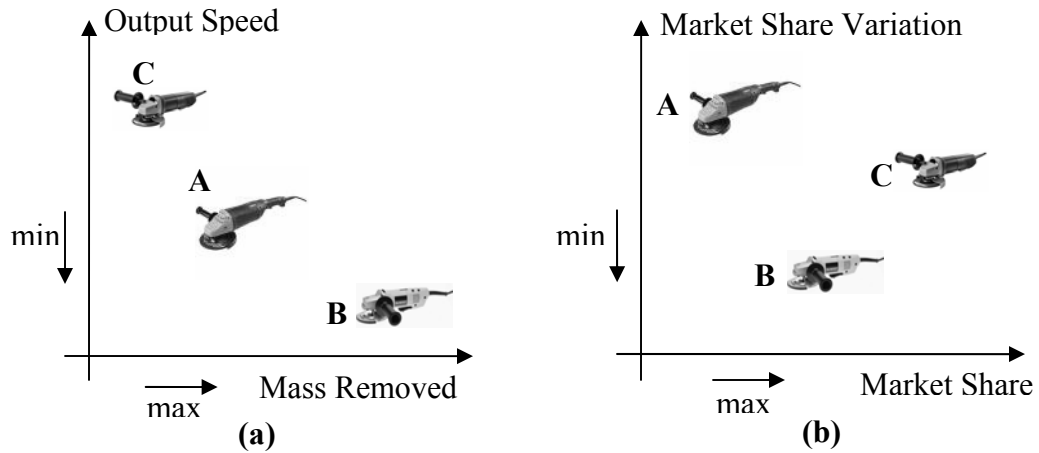 Output Speed
C
A
min
B
Mass Removed
max
(a)
Market Share Variation
A
C
min
B
max
Market Share
(b)